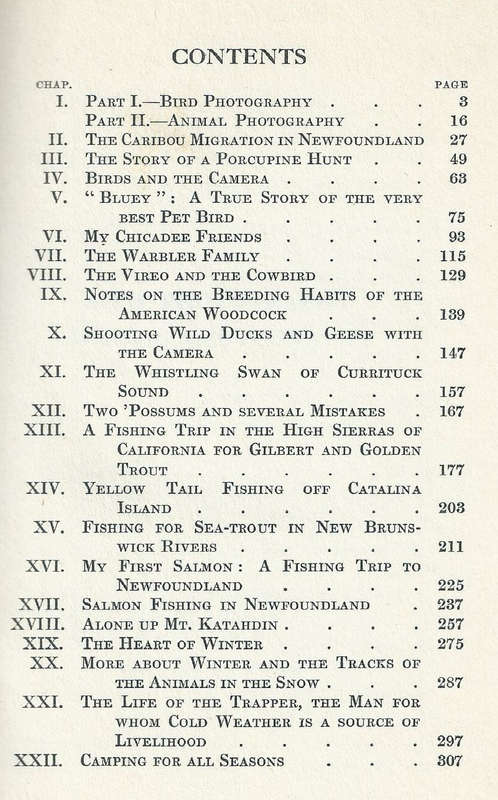 CONTENTS
CHAP. PAGE
I. Part I.—Bird Photography . . . 3
Part II.—Animal Photography . . 16
II. The Caribou Migration in Newfoundland 27
III. The Story of a Porcupine Hunt . . 49
IV. Birds and the Camera . . . . 63
V. "Bluey": A True Story of the very
best Pet Bird . . . . . 75
VI. My Chicadee Friends . . . . 93
VII. The Warbler Family . . . . 115
VIII. The Vireo and the Cowbird . . . 129
IX. Notes on the Breeding Habits of the
American Woodcock . . . 139
X. Shooting Wild Ducks and Geese with
the Camera . . . . . 147
XI. The Whistling Swan of Currituck
Sound . . . . . . 157
XII. Two 'Possums and several Mistakes . 167
XIII. A Fishing Trip in the High Sierras of
California for Gilbert and Golden
Trout . . . . . . 177
XIV. Yellow Tail Fishing off Catalina
Island . . . . . . 203
XV. Fishing for Sea-trout in New Bruns-
wick Rivers . . . . . 211
XVI. My First Salmon: A Fishing Trip to
Newfoundland . . . . 225
XVII. Salmon Fishing in Newfoundland . 237
XVIII. Alone up Mt. Katahdin . . . . 257
XIX. The Heart of Winter . . . . 275
XX. More about Winter and the Tracks of
the Animals in the Snow . . . 287
XXI. The Life of the Trapper, the Man for
whom Cold Weather is a source of
Livelihood . . . . . 297
XXII. Camping for all Seasons . . . 307